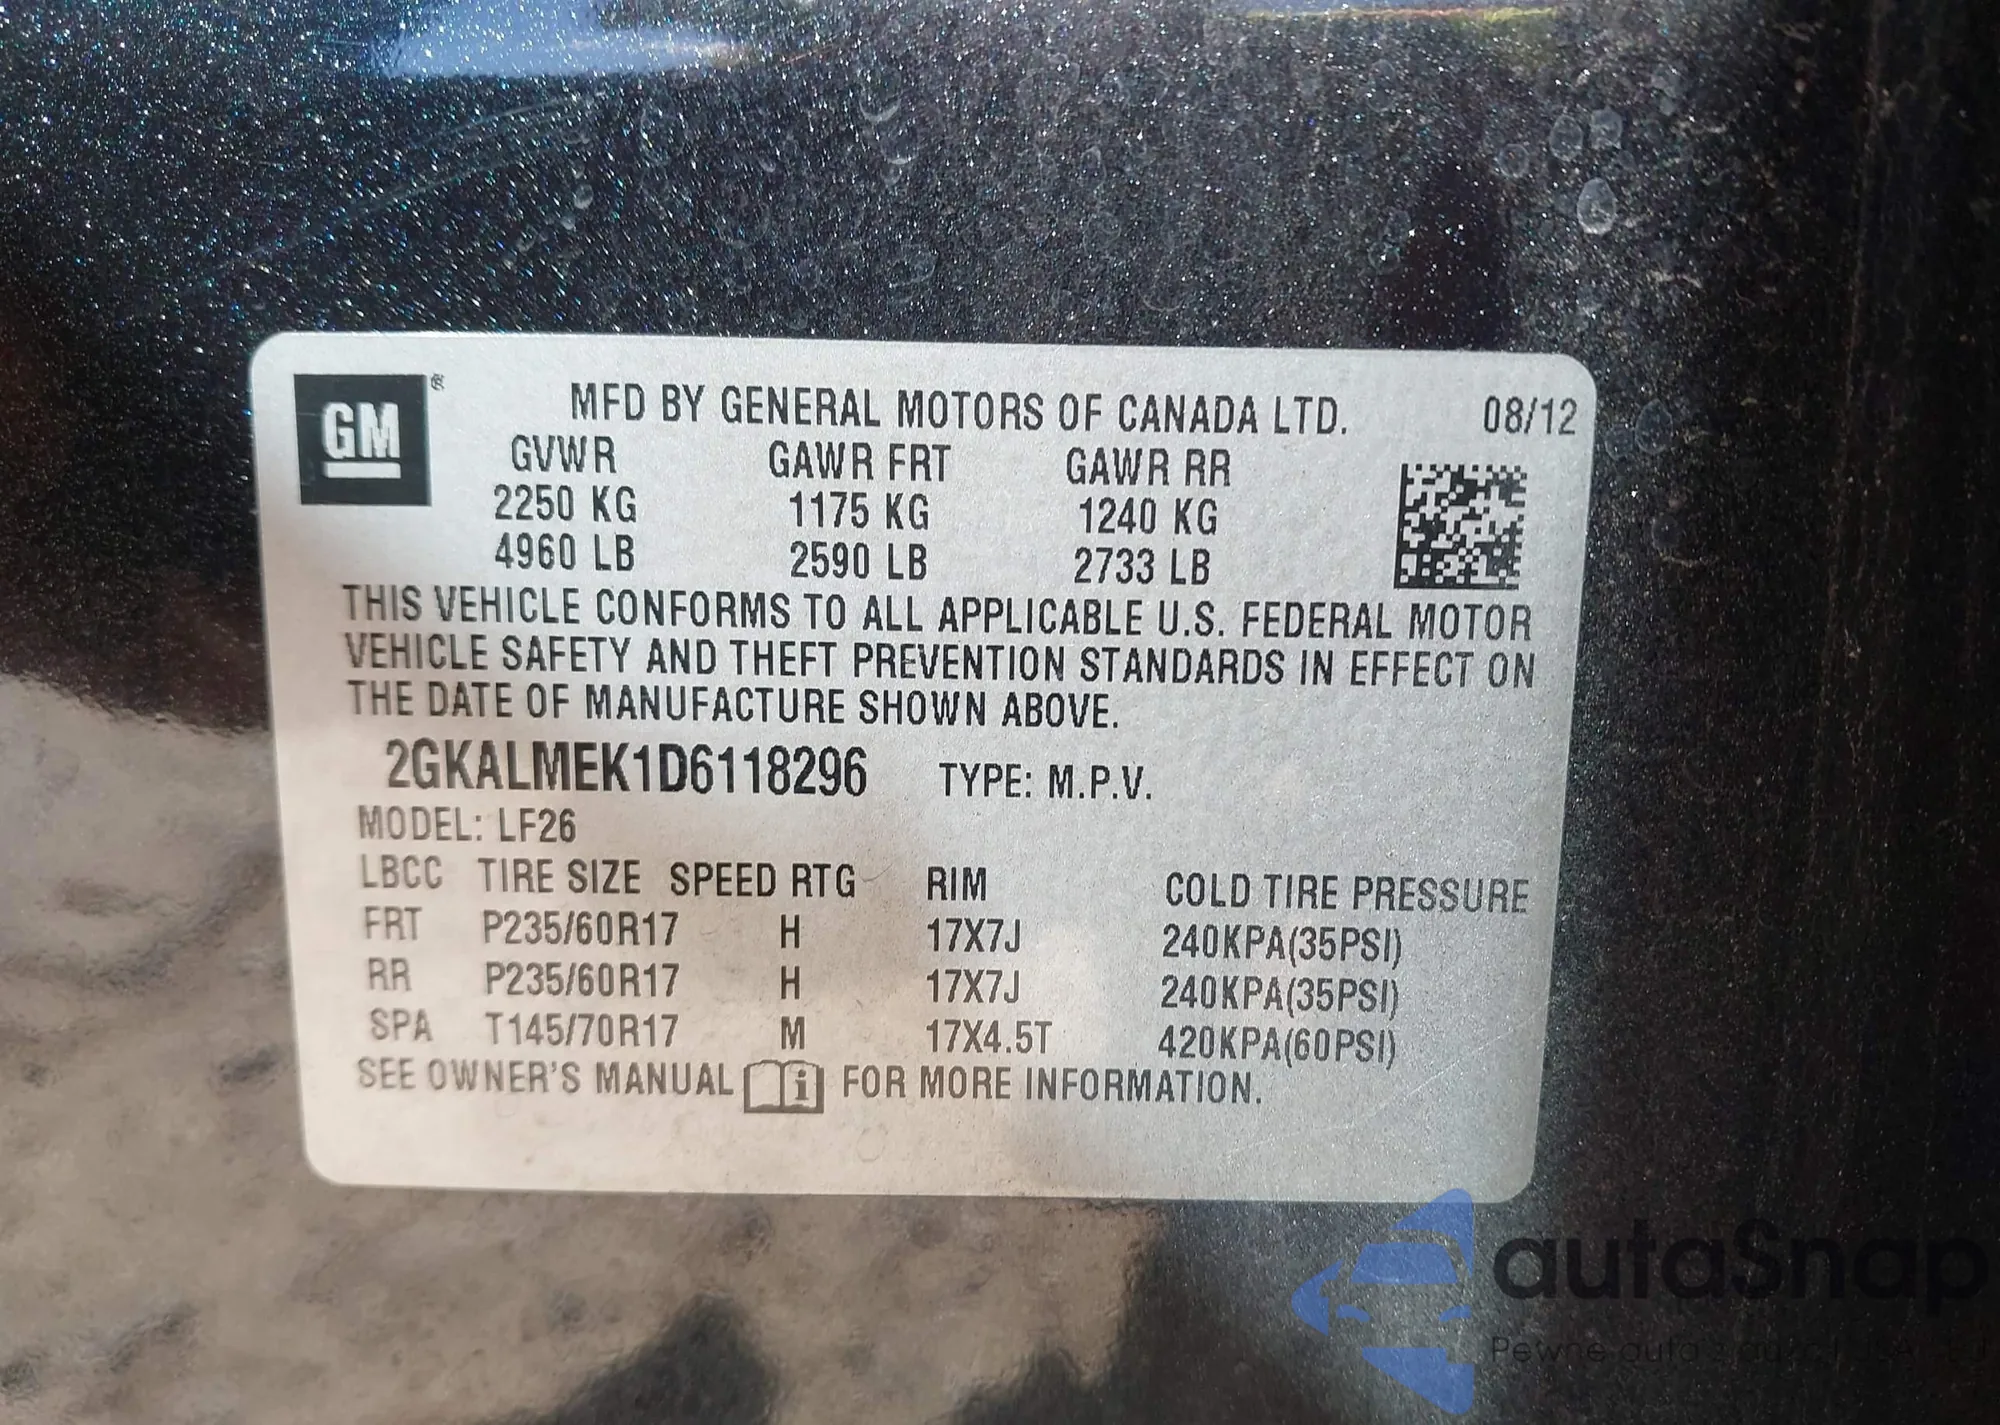 GM ®
MFD BY GENERAL MOTORS OF CANADA LTD. 08/12
GVWR GAWR FRT GAWR RR
2250 KG 1175 KG 1240 KG
4960 LB 2590 LB 2733 LB
THIS VEHICLE CONFORMS TO ALL APPLICABLE U.S. FEDERAL MOTOR
VEHICLE SAFETY AND THEFT PREVENTION STANDARDS IN EFFECT ON
THE DATE OF MANUFACTURE SHOWN ABOVE.
2GKALMEK1D6118296 TYPE: M.P.V.
MODEL: LF26
LBCC TIRE SIZE SPEED RTG RIM COLD TIRE PRESSURE
FRT P235/60R17 H 17X7J 240KPA(35PSI)
RR P235/60R17 H 17X7J 240KPA(35PSI)
SPA T145/70R17 M 17X4.5T 420KPA(60PSI)
SEE OWNER'S MANUAL i FOR MORE INFORMATION.
autaSnap
Pewne auto z